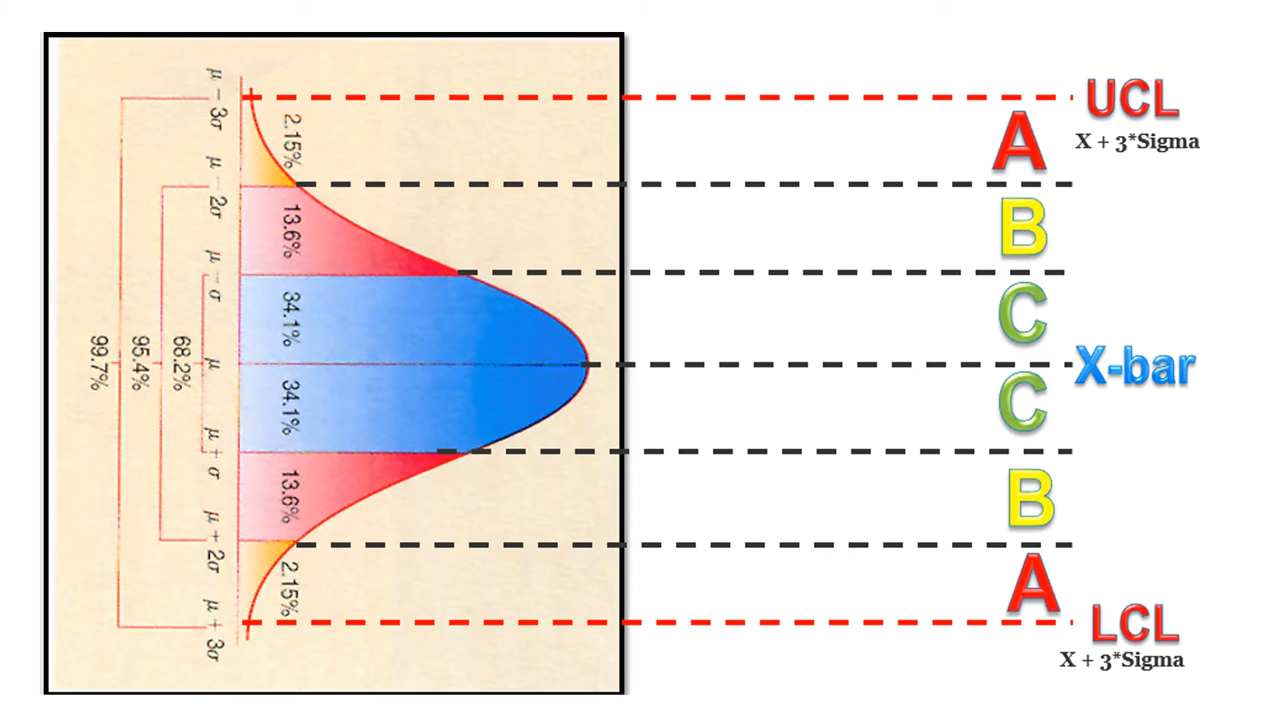 μ − 3σ
μ − 2σ
μ − σ
μ
μ + σ
μ + 2σ
μ + 3σ
2.15%
13.6%
34.1%
34.1%
13.6%
2.15%
68.2%
95.4%
99.7%
UCL
X + 3*Sigma
A
B
C
X-bar
C
B
A
LCL
X + 3*Sigma